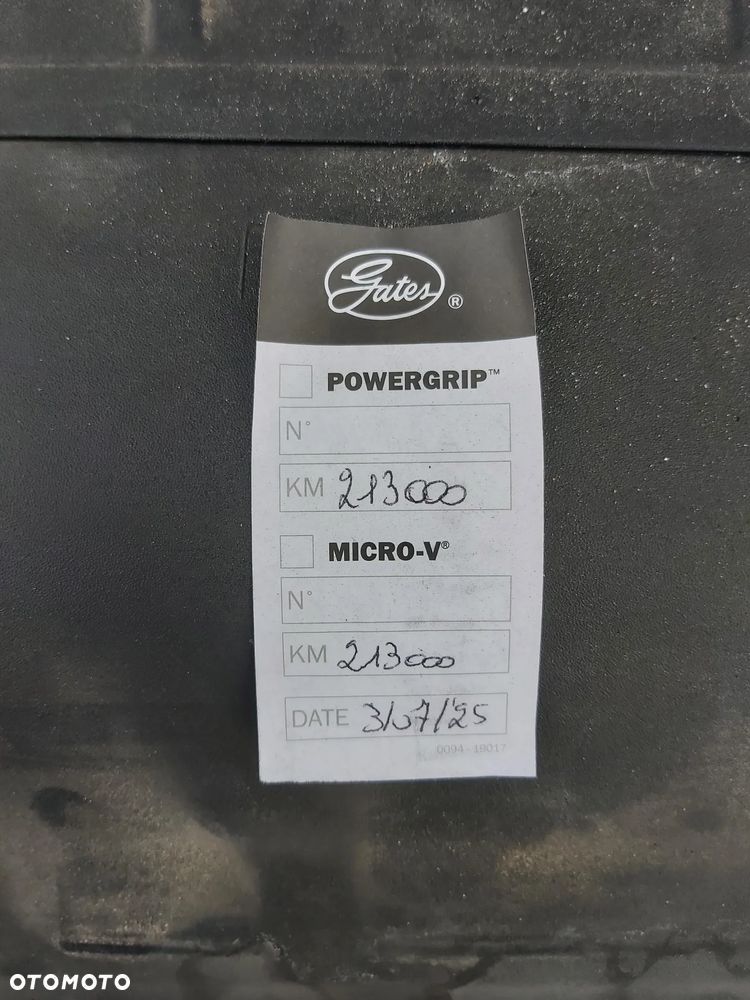 Gates ®
POWERGRIP™
N°
KM 213000
MICRO-V®
N°
KM 213000
DATE 3/07/25
0094-18017
OTOMOTO